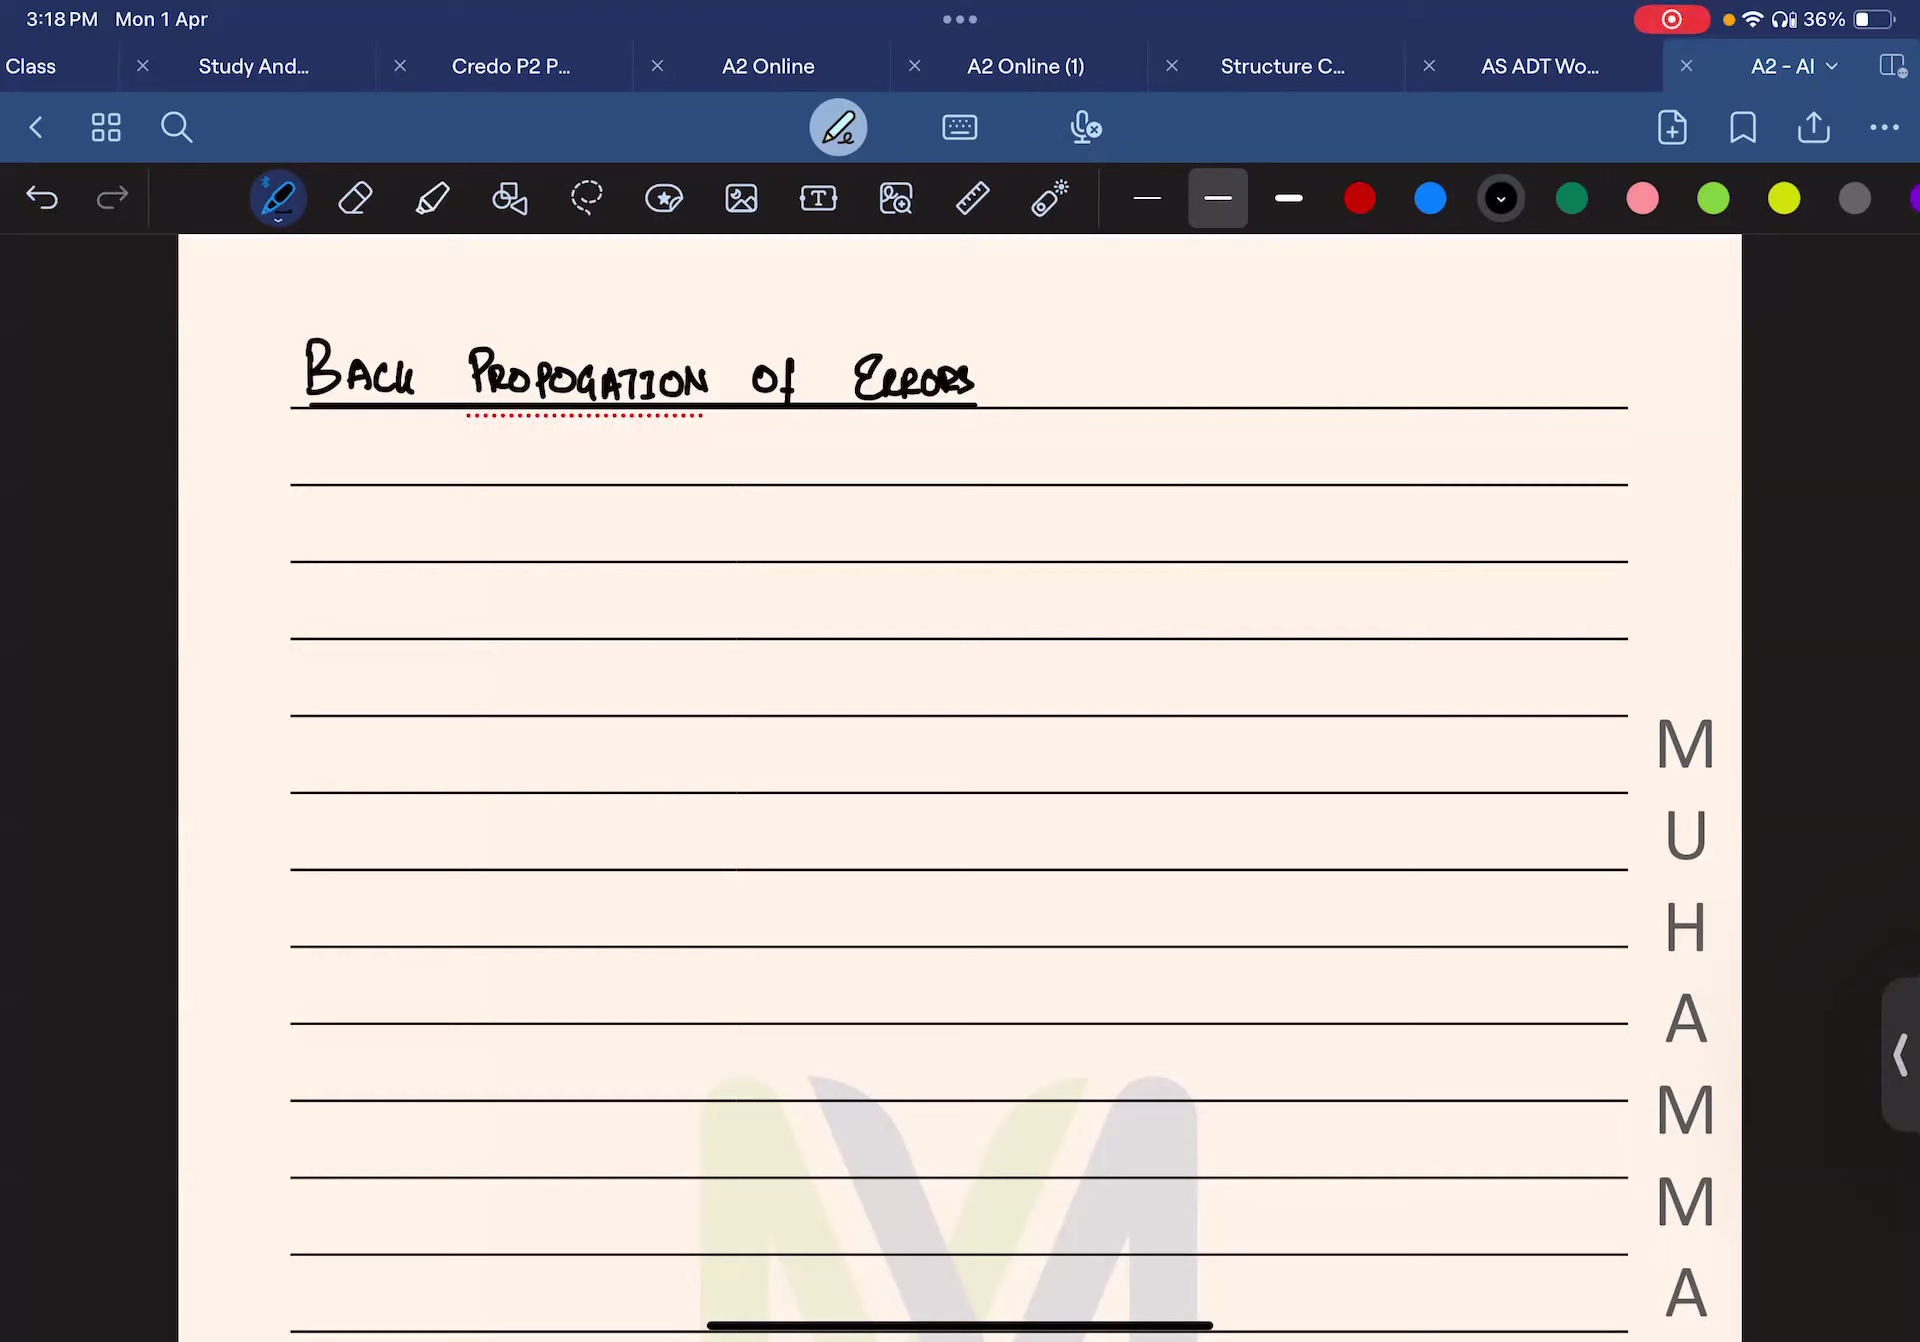 3:18 PM Mon 1 Apr
36%
Class
Study And...
Credo P2 P...
A2 Online
A2 Online (1)
Structure C...
AS ADT Wo...
A2 - AI
BACK PROPOGATION Of ERRORS
M
U
H
A
M
M
A